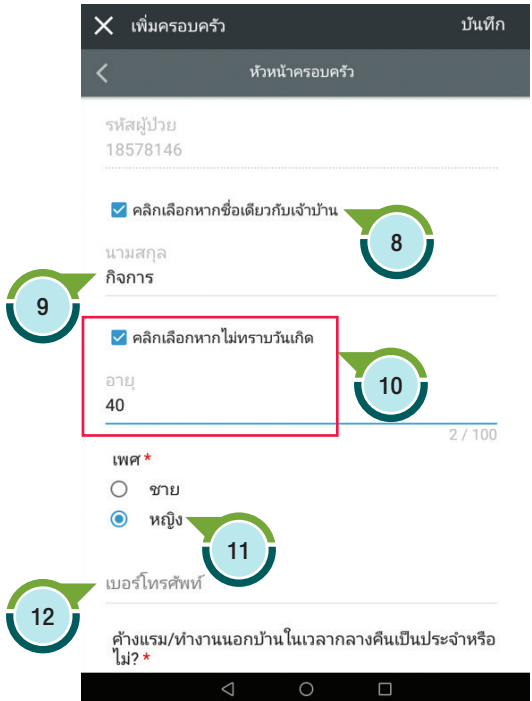 เพิ่มครอบครัว บันทึก
หัวหน้าครอบครัว
รหัสผู้ป่วย
18578146
คลิกเลือกหากชื่อเดียวกับเจ้าบ้าน
8
นามสกุล
กิจการ
9
คลิกเลือกหากไม่ทราบวันเกิด
10
อายุ
40
2 / 100
เพศ *
ชาย
หญิง
11
เบอร์โทรศัพท์
12
ค้างแรม/ทำงานนอกบ้านในเวลากลางคืนเป็นประจำหรือ
ไม่? *